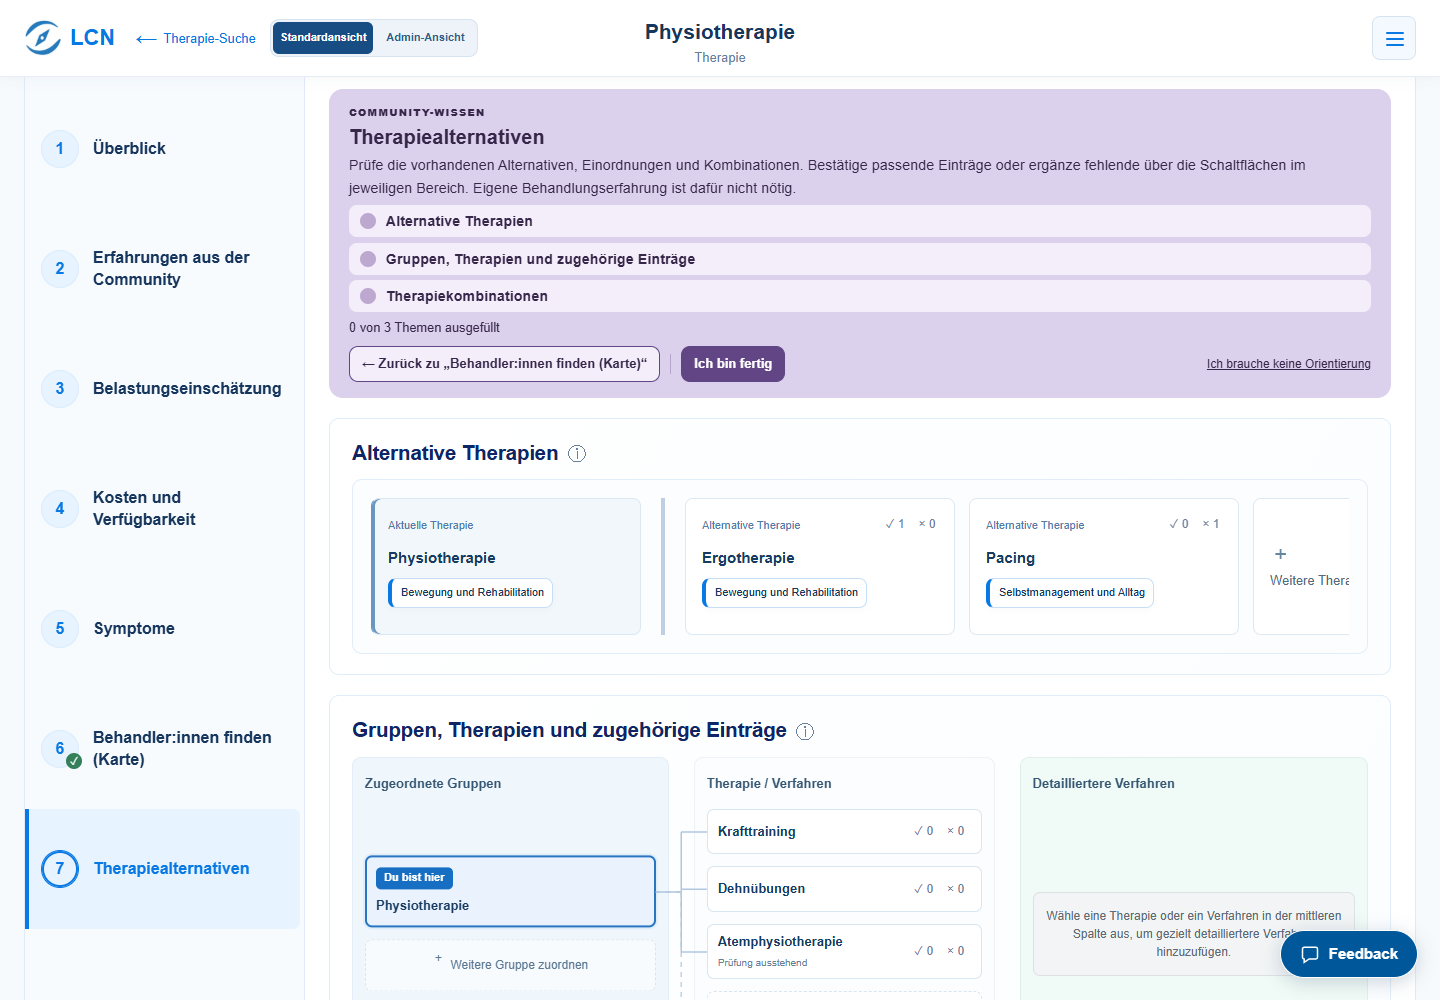 LCN
← Therapie-Suche
Standardansicht
Admin-Ansicht
Physiotherapie
Therapie
1 Überblick
2 Erfahrungen aus der
Community
3 Belastungseinschätzung
4 Kosten und
Verfügbarkeit
5 Symptome
6 Behandler:innen finden
(Karte)
7 Therapiealternativen
COMMUNITY-WISSEN
Therapiealternativen
Prüfe die vorhandenen Alternativen, Einordnungen und Kombinationen. Bestätige passende Einträge oder ergänze fehlende über die Schaltflächen im
jeweiligen Bereich. Eigene Behandlungserfahrung ist dafür nicht nötig.
Alternative Therapien
Gruppen, Therapien und zugehörige Einträge
Therapiekombinationen
0 von 3 Themen ausgefüllt
← Zurück zu „Behandler:innen finden (Karte)“
Ich bin fertig
Ich brauche keine Orientierung
Alternative Therapien ⓘ
Aktuelle Therapie
Physiotherapie
Bewegung und Rehabilitation
Alternative Therapie ✓ 1 × 0
Ergotherapie
Bewegung und Rehabilitation
Alternative Therapie ✓ 0 × 1
Pacing
Selbstmanagement und Alltag
+
Weitere Thera
Gruppen, Therapien und zugehörige Einträge ⓘ
Zugeordnete Gruppen
Du bist hier
Physiotherapie
+ Weitere Gruppe zuordnen
Therapie / Verfahren
Krafttraining ✓ 0 × 0
Dehnübungen ✓ 0 × 0
Atemphysiotherapie ✓ 0 × 0
Prüfung ausstehend
Detailliertere Verfahren
Wähle eine Therapie oder ein Verfahren in der mittleren
Spalte aus, um gezielt detailliertere Verfah
hinzuzufügen.
Feedback